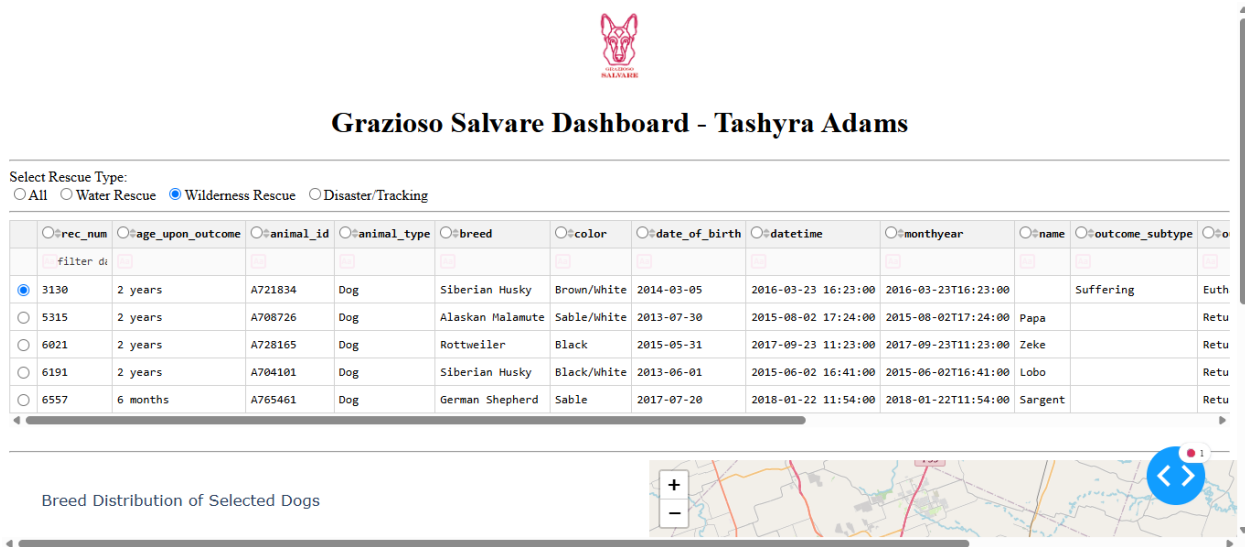 GRAZIOSO
SALVARE
Grazioso Salvare Dashboard - Tashyra Adams
Select Rescue Type:
All Water Rescue Wilderness Rescue Disaster/Tracking
rec_num age_upon_outcome animal_id animal_type breed color date_of_birth datetime monthyear name outcome_subtype
filter da
3130 2 years A721834 Dog Siberian Husky Brown/White 2014-03-05 2016-03-23 16:23:00 2016-03-23T16:23:00 Suffering Euth
5315 2 years A708726 Dog Alaskan Malamute Sable/White 2013-07-30 2015-08-02 17:24:00 2015-08-02T17:24:00 Papa Retu
6021 2 years A728165 Dog Rottweiler Black 2015-05-31 2017-09-23 11:23:00 2017-09-23T11:23:00 Zeke Retu
6191 2 years A704101 Dog Siberian Husky Black/White 2013-06-01 2015-06-02 16:41:00 2015-06-02T16:41:00 Lobo Retu
6557 6 months A765461 Dog German Shepherd Sable 2017-07-20 2018-01-22 11:54:00 2018-01-22T11:54:00 Sargent Retu
1
+
Breed Distribution of Selected Dogs
−